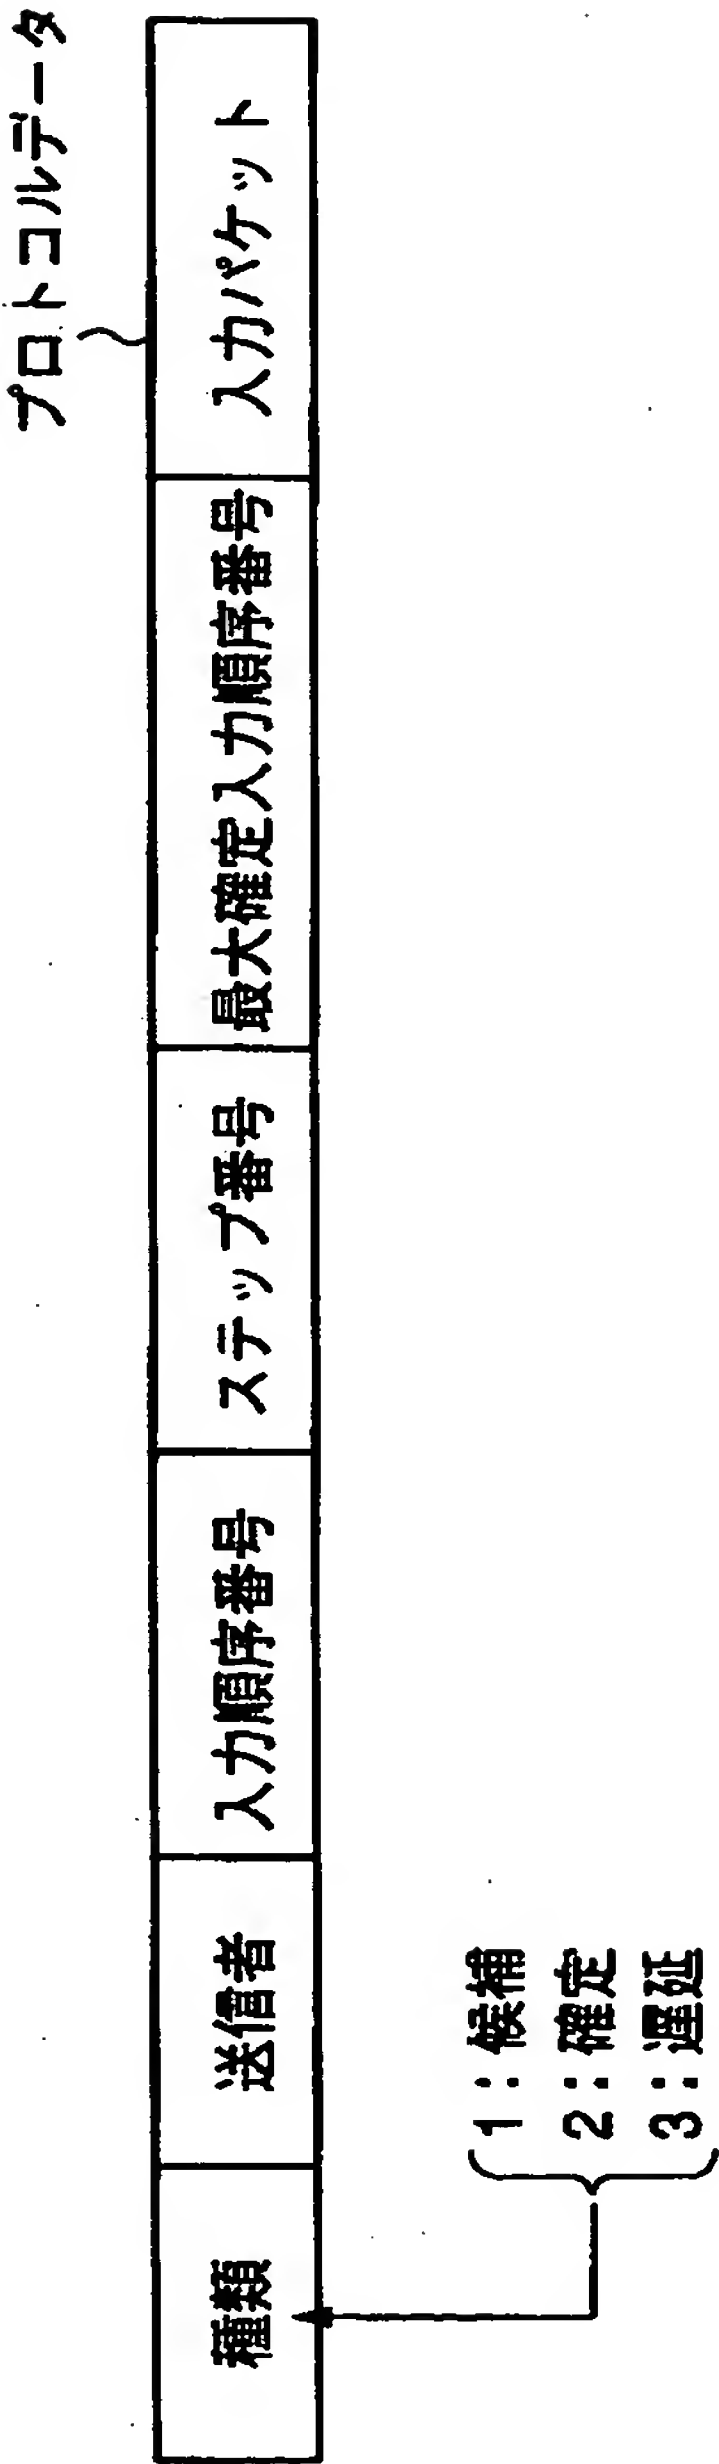 プロトコルデータ
種類
送信者
入力順序番号
ステップ番号
最大確定入力順序番号
入力パケット
1:候補
2:確定
3:遅延